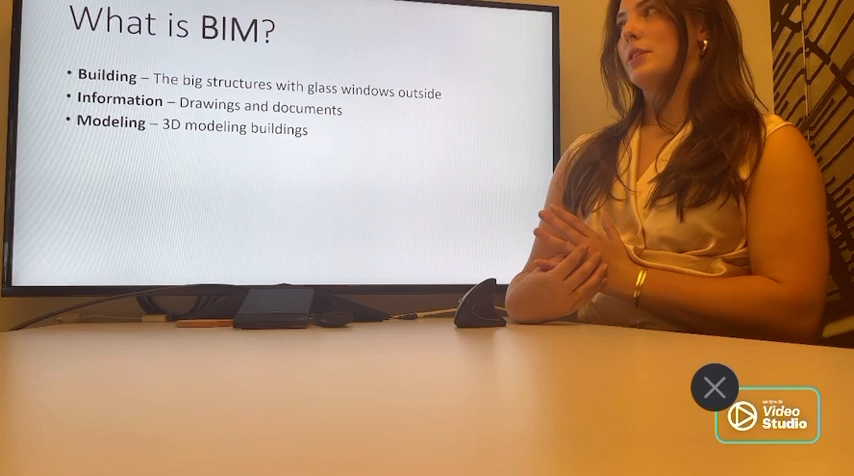 What is BIM?
• Building – The big structures with glass windows outside
• Information – Drawings and documents
• Modeling – 3D modeling buildings
Video
Studio